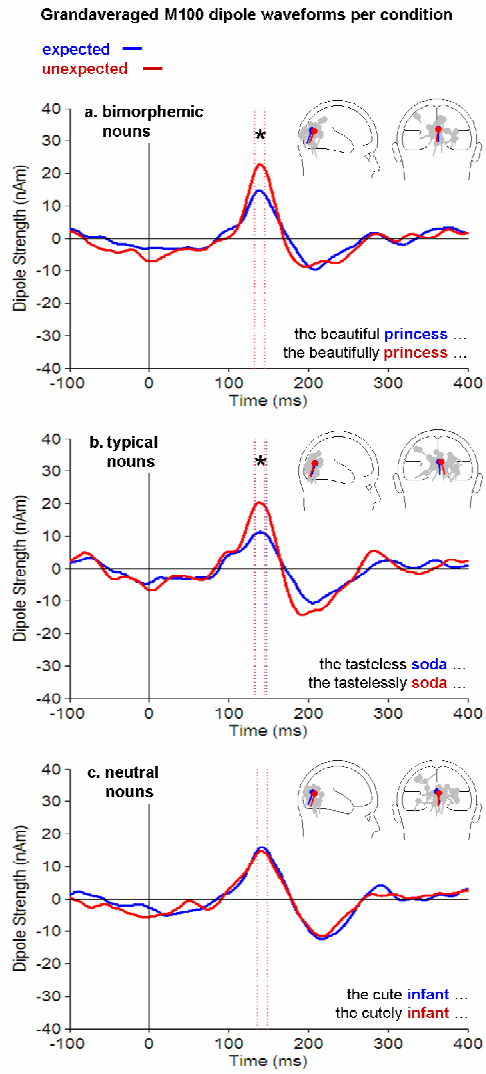 Grandaveraged M100 dipole waveforms per condition
expected
unexpected
a. bimorphemic
nouns
*
Dipole Strength (nAm)
40
30
20
10
0
-10
-20
-30
-40
the beautiful princess ...
the beautifully princess ...
-100 0 100 200 300 400
Time (ms)
b. typical
nouns
*
Dipole Strength (nAm)
40
30
20
10
0
-10
-20
-30
-40
the tasteless soda ...
the tastelessly soda ...
-100 0 100 200 300 400
Time (ms)
c. neutral
nouns
Dipole Strength (nAm)
40
30
20
10
0
-10
-20
-30
-40
the cute infant ...
the cutely infant ...
-100 0 100 200 300 400
Time (ms)